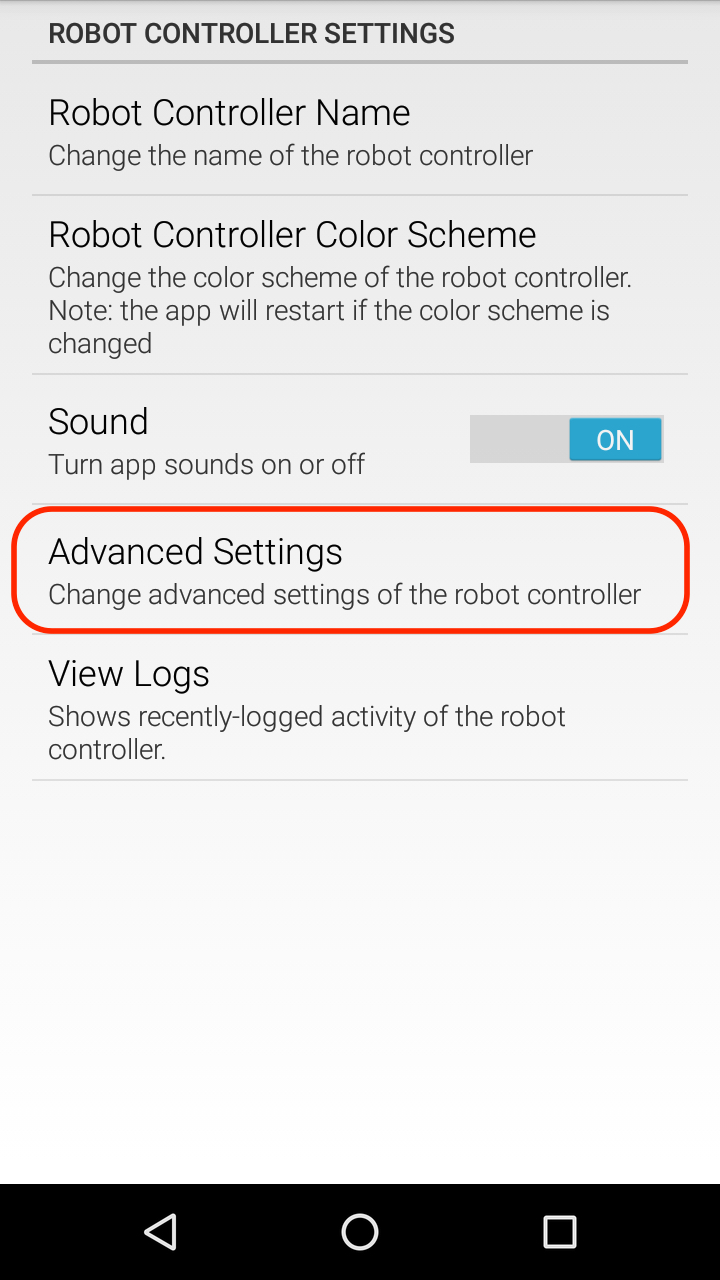 ROBOT CONTROLLER SETTINGS
Robot Controller Name
Change the name of the robot controller
Robot Controller Color Scheme
Change the color scheme of the robot controller.
Note: the app will restart if the color scheme is
changed
Sound
ON
Turn app sounds on or off
Advanced Settings
Change advanced settings of the robot controller
View Logs
Shows recently-logged activity of the robot
controller.